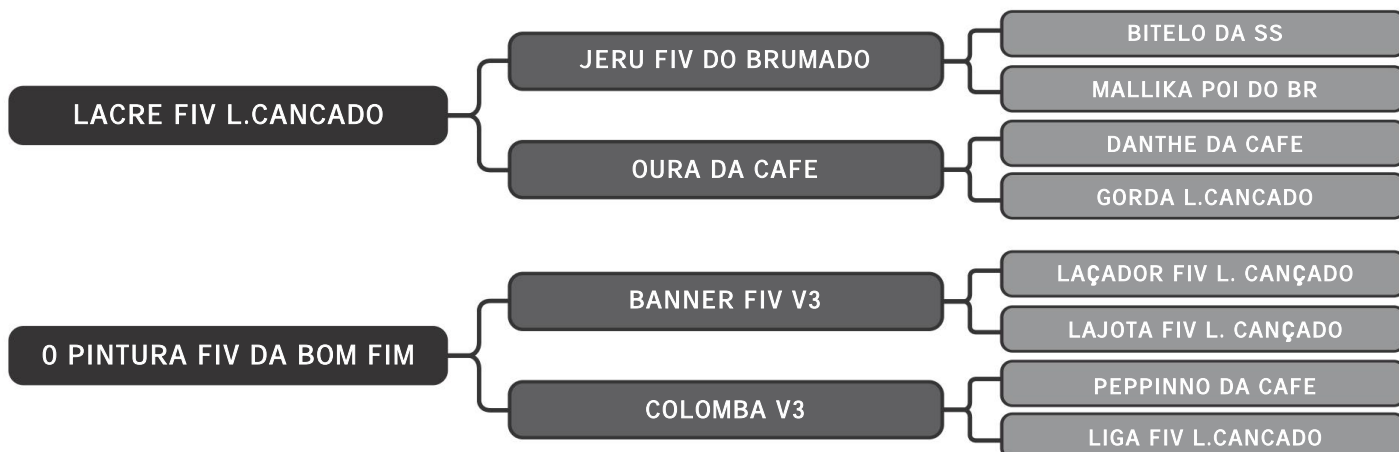 LACRE FIV L.CANCADO
JERU FIV DO BRUMADO
BITELO DA SS
MALLIKA POI DO BR
OURA DA CAFE
DANTHE DA CAFE
GORDA L.CANCADO
0 PINTURA FIV DA BOM FIM
BANNER FIV V3
LAÇADOR FIV L. CANÇADO
LAJOTA FIV L. CANÇADO
COLOMBA V3
PEPPINNO DA CAFE
LIGA FIV L.CANCADO